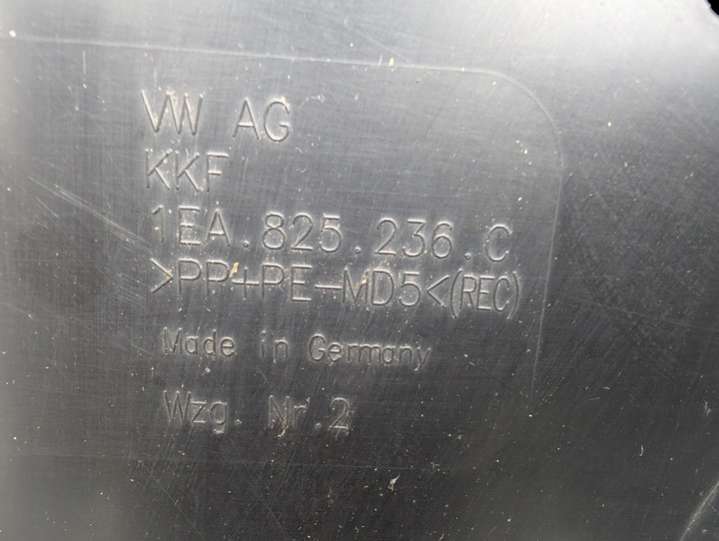 VW AG
KKF
1EA.825.236.C
>PP+PE-MD5<(REC)
Made in Germany
Wzg. Nr.2